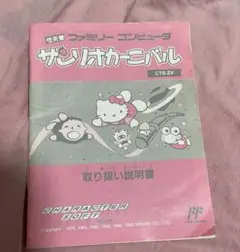 任天堂 ファミリー コンピュータ
サンリオカーニバル
CTS-ZY
取り扱い説明書
CHARACTER
SOFT